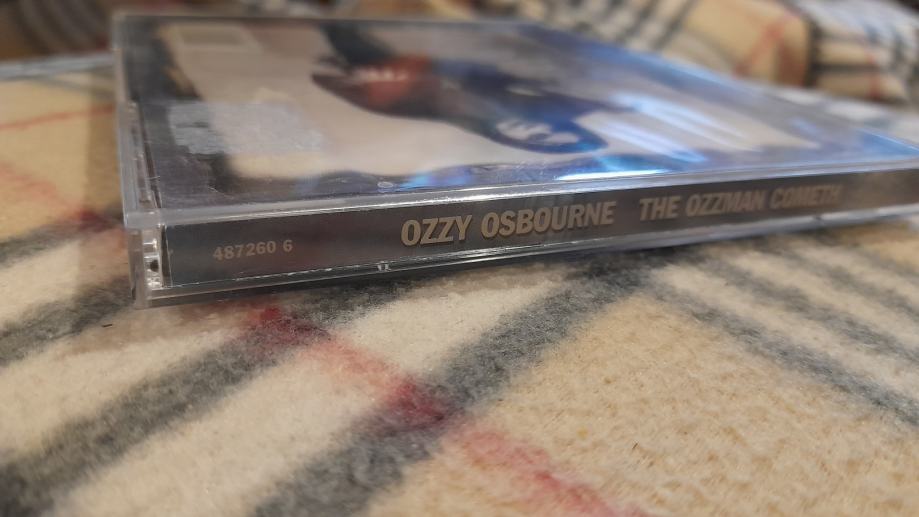 487260 6 OZZY OSBOURNE THE OZZMAN COMETH